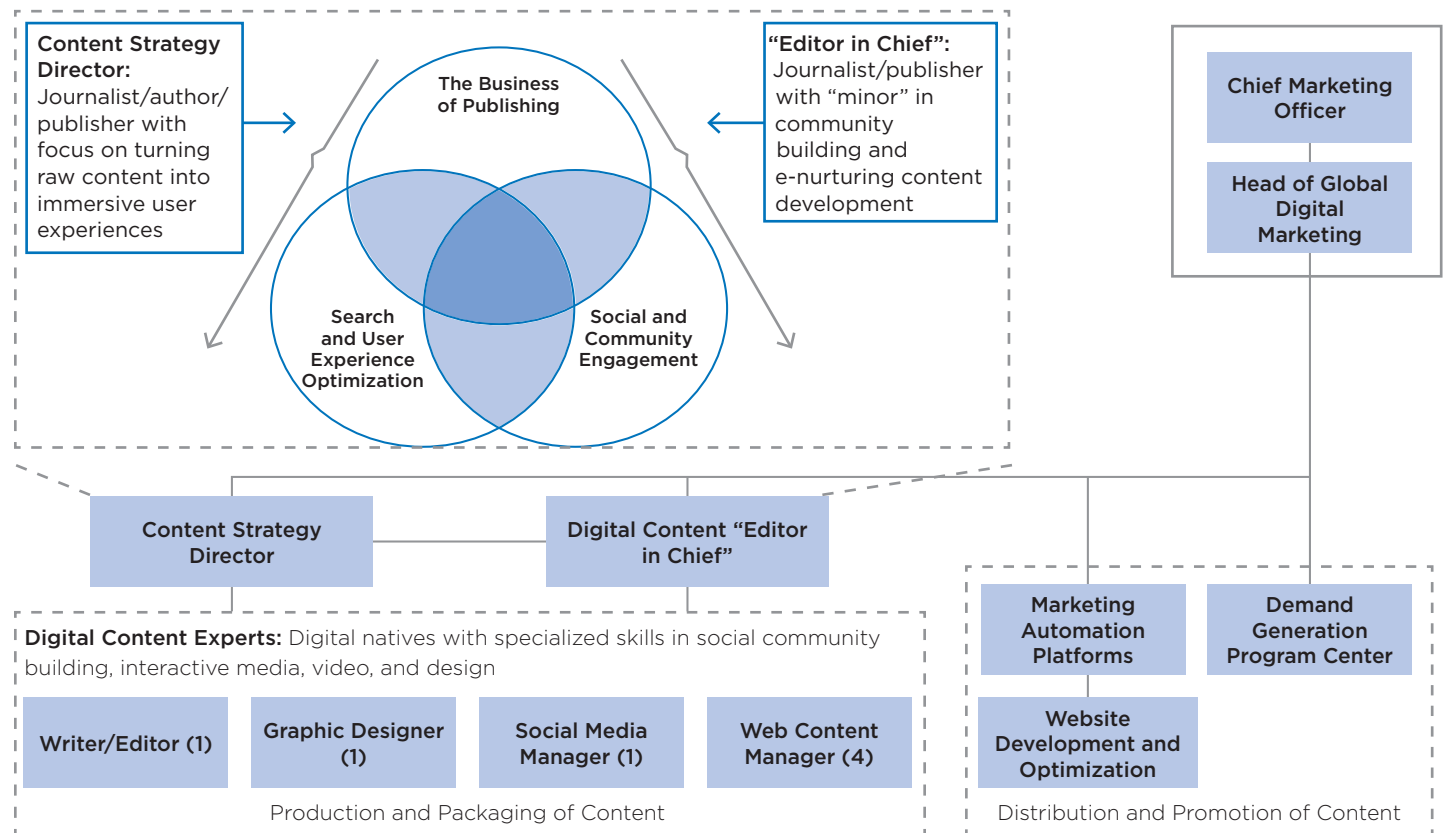 Content Strategy
Director:
Journalist/author/
publisher with
focus on turning
raw content into
immersive user
experiences
The Business
of Publishing
Search
and User
Experience
Optimization
Social and
Community
Engagement
“Editor in Chief”:
Journalist/publisher
with “minor” in
community
building and
e-nurturing content
development
Chief Marketing
Officer
Head of Global
Digital
Marketing
Content Strategy
Director
Digital Content “Editor
in Chief”
Digital Content Experts: Digital natives with specialized skills in social community
building, interactive media, video, and design
Writer/Editor (1)
Graphic Designer
(1)
Social Media
Manager (1)
Web Content
Manager (4)
Production and Packaging of Content
Marketing
Automation
Platforms
Demand
Generation
Program Center
Website
Development and
Optimization
Distribution and Promotion of Content